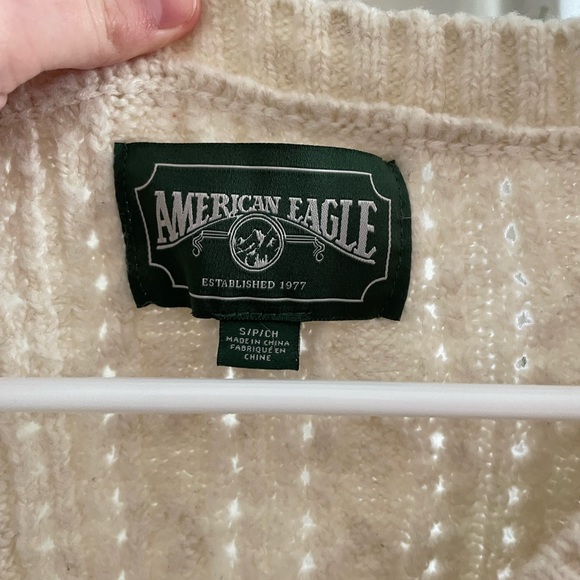 AMERICAN EAGLE
ESTABLISHED 1977
S/P/CH
MADE IN CHINA
FABRIQUÉ EN
CHINE